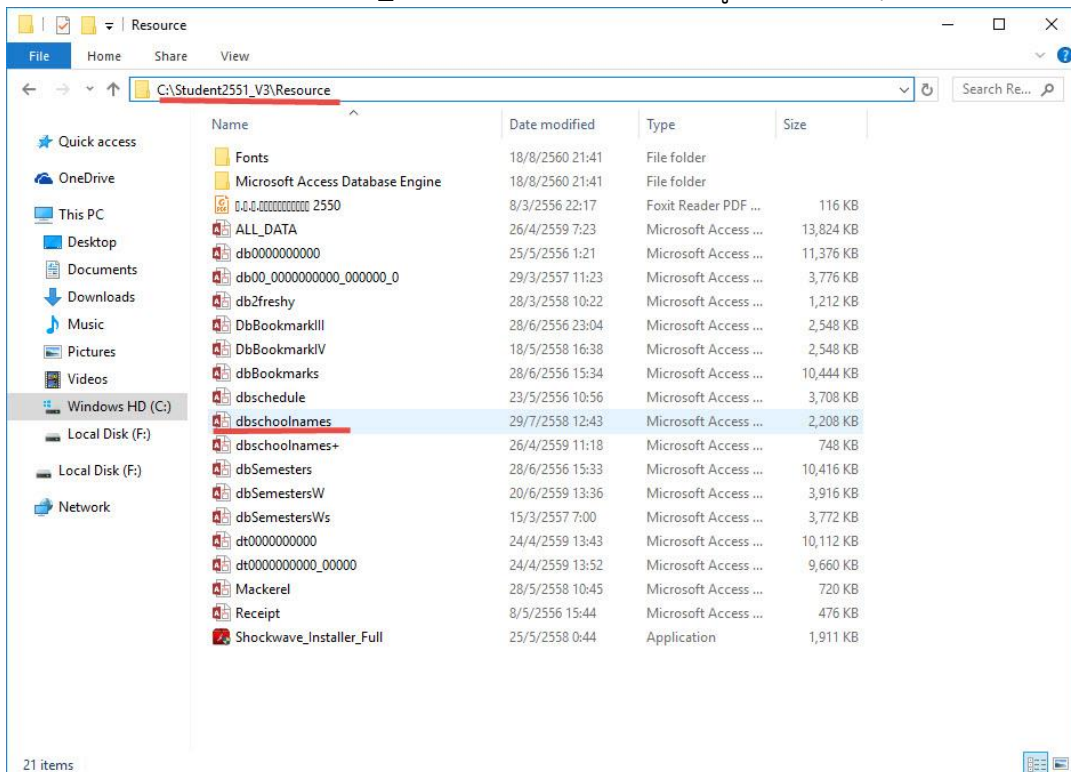 Resource
File Home Share View
C:\Student2551_V3\Resource
Search Re...
Name Date modified Type Size
Quick access
OneDrive
This PC
Desktop
Documents
Downloads
Music
Pictures
Videos
Windows HD (C:)
Local Disk (F:)
Local Disk (F:)
Network
Fonts 18/8/2560 21:41 File folder
Microsoft Access Database Engine 18/8/2560 21:41 File folder
2550 8/3/2556 22:17 Foxit Reader PDF ... 116 KB
ALL_DATA 26/4/2559 7:23 Microsoft Access ... 13,824 KB
db0000000000 25/5/2556 1:21 Microsoft Access ... 11,376 KB
db00_0000000000_000000_0 29/3/2557 11:23 Microsoft Access ... 3,776 KB
db2freshy 28/3/2558 10:22 Microsoft Access ... 1,212 KB
DbBookmarkIII 28/6/2556 23:04 Microsoft Access ... 2,548 KB
DbBookmarkIV 18/5/2558 16:38 Microsoft Access ... 2,548 KB
dbBookmarks 28/6/2556 15:34 Microsoft Access ... 10,444 KB
dbschedule 23/5/2556 10:56 Microsoft Access ... 3,708 KB
dbschoolnames 29/7/2558 12:43 Microsoft Access ... 2,208 KB
dbschoolnames+ 26/4/2559 11:18 Microsoft Access ... 748 KB
dbSemesters 28/6/2556 15:33 Microsoft Access ... 10,416 KB
dbSemestersW 20/6/2559 13:36 Microsoft Access ... 3,916 KB
dbSemestersWs 15/3/2557 7:00 Microsoft Access ... 3,772 KB
dt0000000000 24/4/2559 13:43 Microsoft Access ... 10,112 KB
dt0000000000_00000 24/4/2559 13:52 Microsoft Access ... 9,660 KB
Mackerel 28/5/2558 10:45 Microsoft Access ... 720 KB
Receipt 8/5/2556 15:44 Microsoft Access ... 476 KB
Shockwave_Installer_Full 25/5/2558 0:44 Application 1,911 KB
21 items